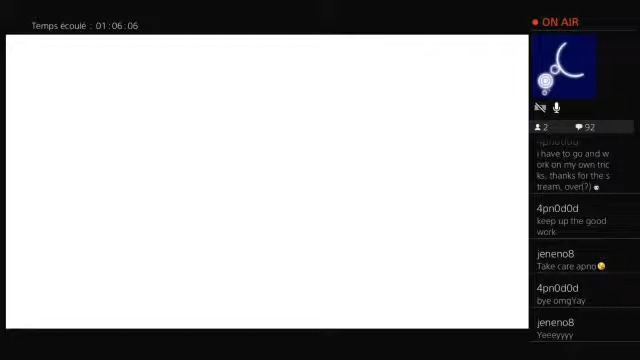 Temps écoulé : 01:06:06
ON AIR
2 92
4pn0d0d
i have to go and w
ork on my own tric
ks, thanks for the s
tream, over(?)
4pn0d0d
keep up the good
work
jeneno8
Take care apno😘
4pn0d0d
bye omgYay
jeneno8
Yeeeyyyy